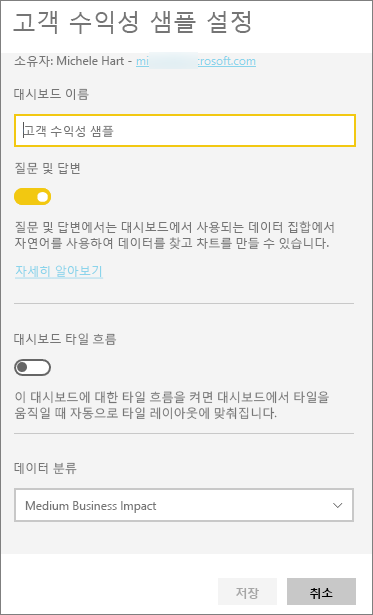 고객 수익성 샘플 설정
소유자: Michele Hart - mi crosoft.com
대시보드 이름
고객 수익성 샘플
질문 및 답변
질문 및 답변에서는 대시보드에서 사용되는 데이터 집합에서
자연어를 사용하여 데이터를 찾고 차트를 만들 수 있습니다.
자세히 알아보기
대시보드 타일 흐름
이 대시보드에 대한 타일 흐름을 켜면 대시보드에서 타일을
움직일 때 자동으로 타일 레이아웃에 맞춰집니다.
데이터 분류
Medium Business Impact
저장
취소